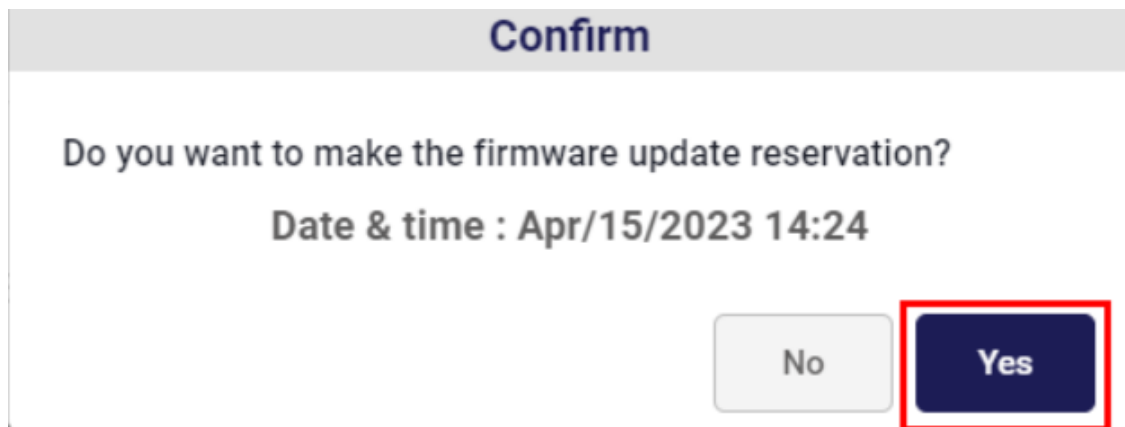 Confirm
Do you want to make the firmware update reservation?
Date & time : Apr/15/2023 14:24
No
Yes